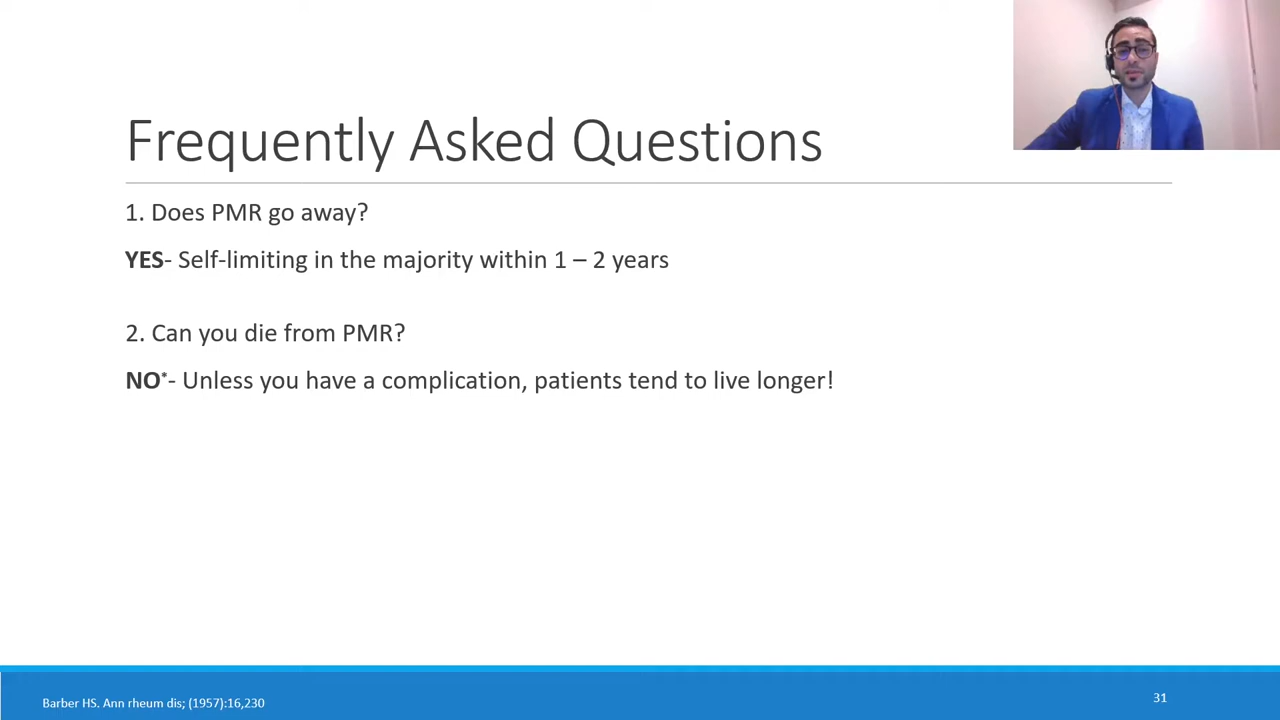 Frequently Asked Questions
1. Does PMR go away?
YES- Self-limiting in the majority within 1 – 2 years
2. Can you die from PMR?
NO*- Unless you have a complication, patients tend to live longer!
Barber HS. Ann rheum dis; (1957):16,230
31